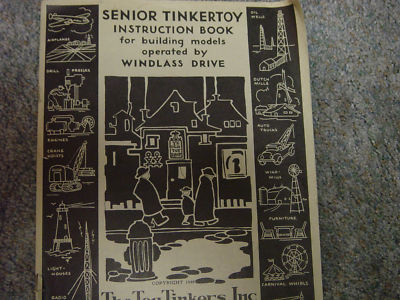 SENIOR TINKERTOY
INSTRUCTION BOOK
for building models
operated by
WINDLASS DRIVE
AIRPLANES
DRILL PRESSES
ENGINES
CRANE
HOISTS
LIGHT-
HOUSES
RADIO
OIL
WELLS
DUTCH
MILLS
AUTO
TRUCKS
WIND-
MILLS
FURNITURE
CARNIVAL WHIRLS
COPYRIGHT
The Toy Tinkers Inc